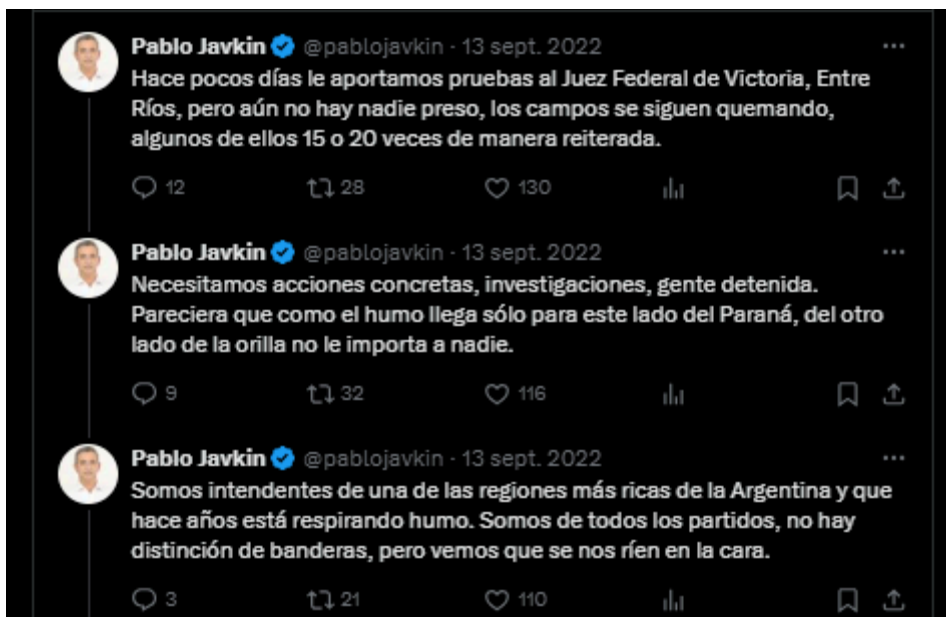 Pablo Javkin @pablojavkin · 13 sept. 2022
Hace pocos días le aportamos pruebas al Juez Federal de Victoria, Entre
Ríos, pero aún no hay nadie preso, los campos se siguen quemando,
algunos de ellos 15 o 20 veces de manera reiterada.
12 28 130
Pablo Javkin @pablojavkin · 13 sept. 2022
Necesitamos acciones concretas, investigaciones, gente detenida.
Pareciera que como el humo llega sólo para este lado del Paraná, del otro
lado de la orilla no le importa a nadie.
9 32 116
Pablo Javkin @pablojavkin · 13 sept. 2022
Somos intendentes de una de las regiones más ricas de la Argentina y que
hace años está respirando humo. Somos de todos los partidos, no hay
distinción de banderas, pero vemos que se nos ríen en la cara.
3 21 110